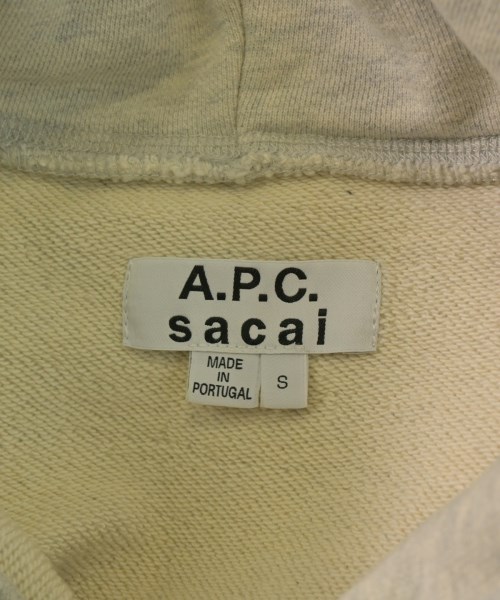 A.P.C.
sacai
MADE
IN
PORTUGAL
S